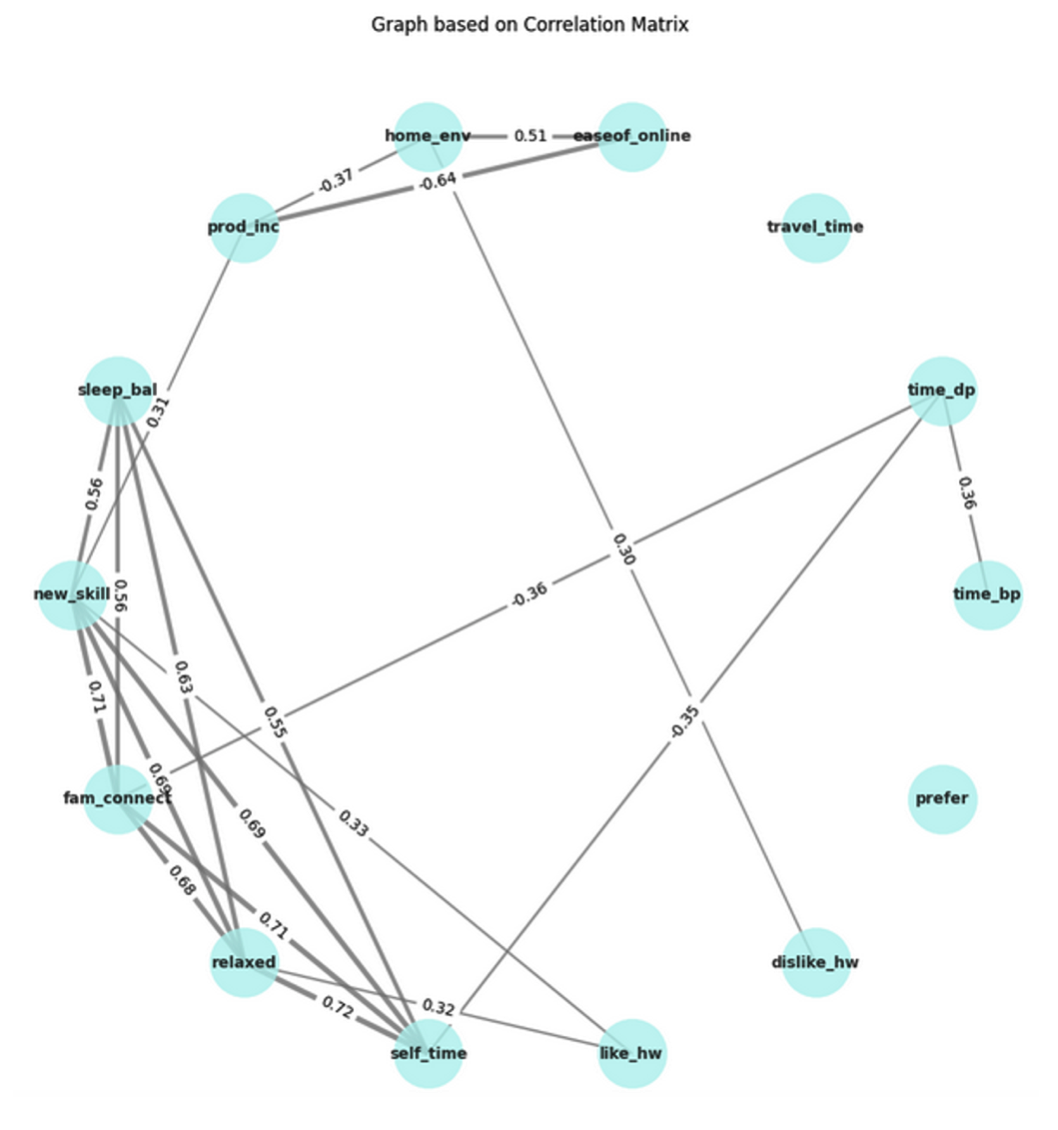 Graph based on Correlation Matrix
home_env
0.51
easeof_online
-0.37
-0.64
prod_inc
travel_time
sleep_bal
0.31
time_dp
0.56
0.36
0.30
0.56
-0.36
new_skill
time_bp
0.63
0.71
0.55
-0.35
0.69
fam_connect
prefer
0.69
0.33
0.68
0.71
relaxed
dislike_hw
0.72
0.32
self_time
like_hw